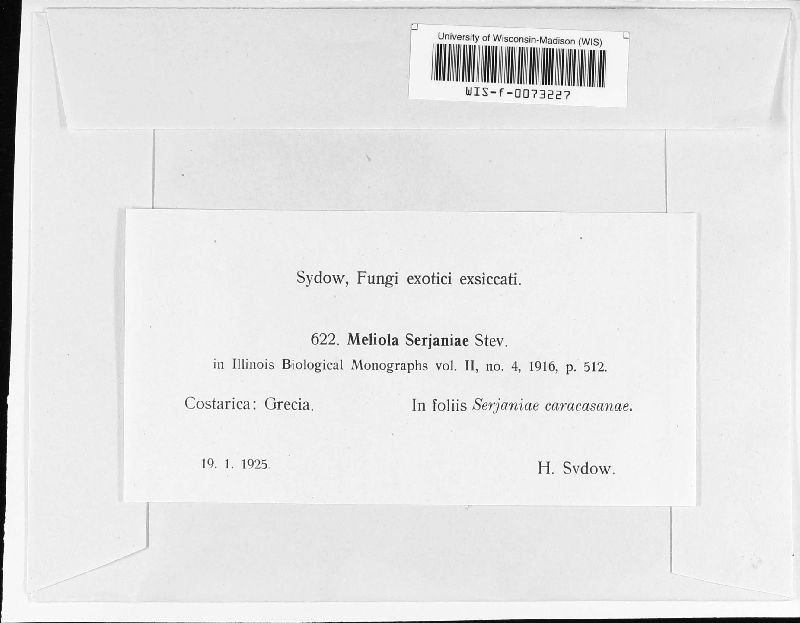 University of Wisconsin-Madison (WIS)
WIS-f-0073227
Sydow, Fungi exotici exsiccati.
622. Meliola Serjaniae Stev.
in Illinois Biological Monographs vol. II, no. 4, 1916, p. 512.
Costarica: Grecia. In foliis Serjaniae caracasanae.
19. 1. 1925. H. Sydow.